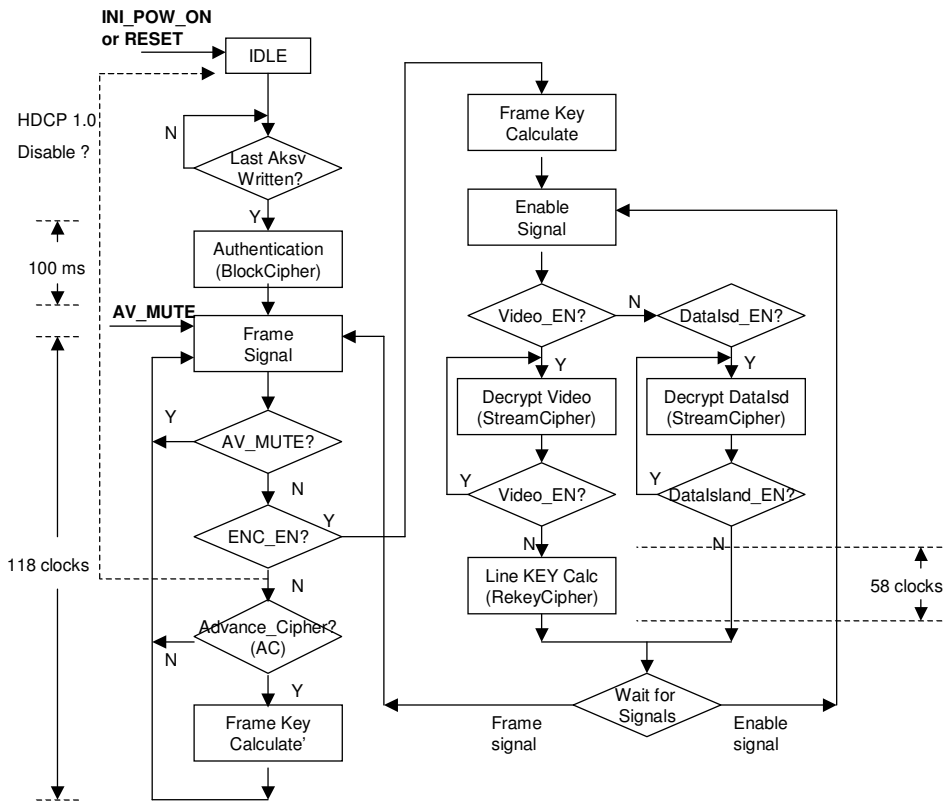 INI_POW_ON
or RESET
IDLE
HDCP 1.0
Disable ?
N
Last Aksv
Written?
Y
Authentication
(BlockCipher)
100 ms
AV_MUTE
Frame
Signal
Y
AV_MUTE?
N
ENC_EN?
Y
118 clocks
N
Advance_Cipher?
(AC)
N
Y
Frame Key
Calculate'
Frame Key
Calculate
Enable
Signal
Video_EN?
N
DataIsd_EN?
Y
Y
Decrypt Video
(StreamCipher)
Decrypt DataIsd
(StreamCipher)
Y
Video_EN?
Y
DataIsland_EN?
N
N
Line KEY Calc
(RekeyCipher)
58 clocks
Wait for
Signals
Frame
signal
Enable
signal